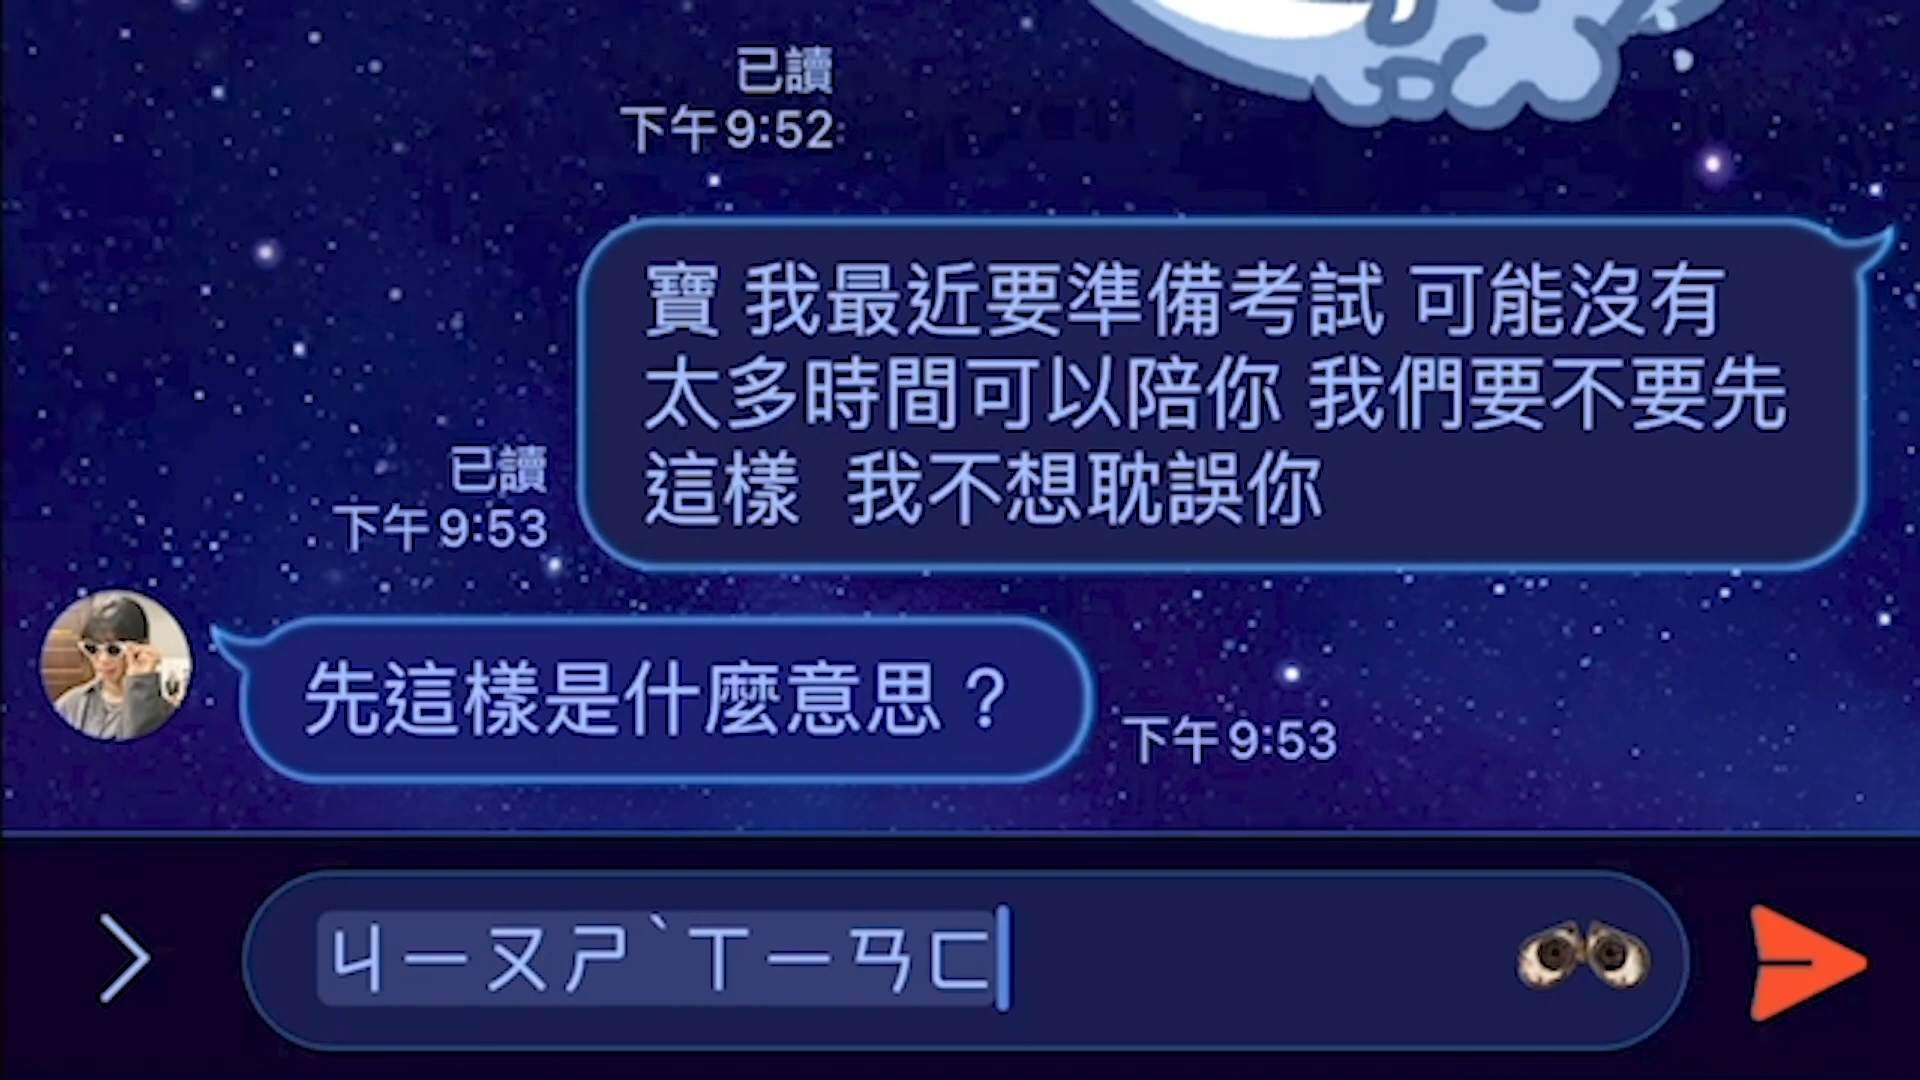 已讀
下午 9:52
寶 我最近要準備考試 可能沒有
太多時間可以陪你 我們要不要先
這樣 我不想耽誤你
已讀
下午 9:53
先這樣是什麼意思？
下午 9:53
ㄐㄧㄡㄕˋㄒㄧㄢㄈ